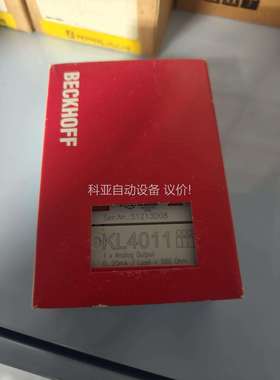 BECKHOFF
科亚自动设备 议价!
Ser.Nr. 
KL4011
1 x Analog Output
0..20mA / Load < 500 Ohm